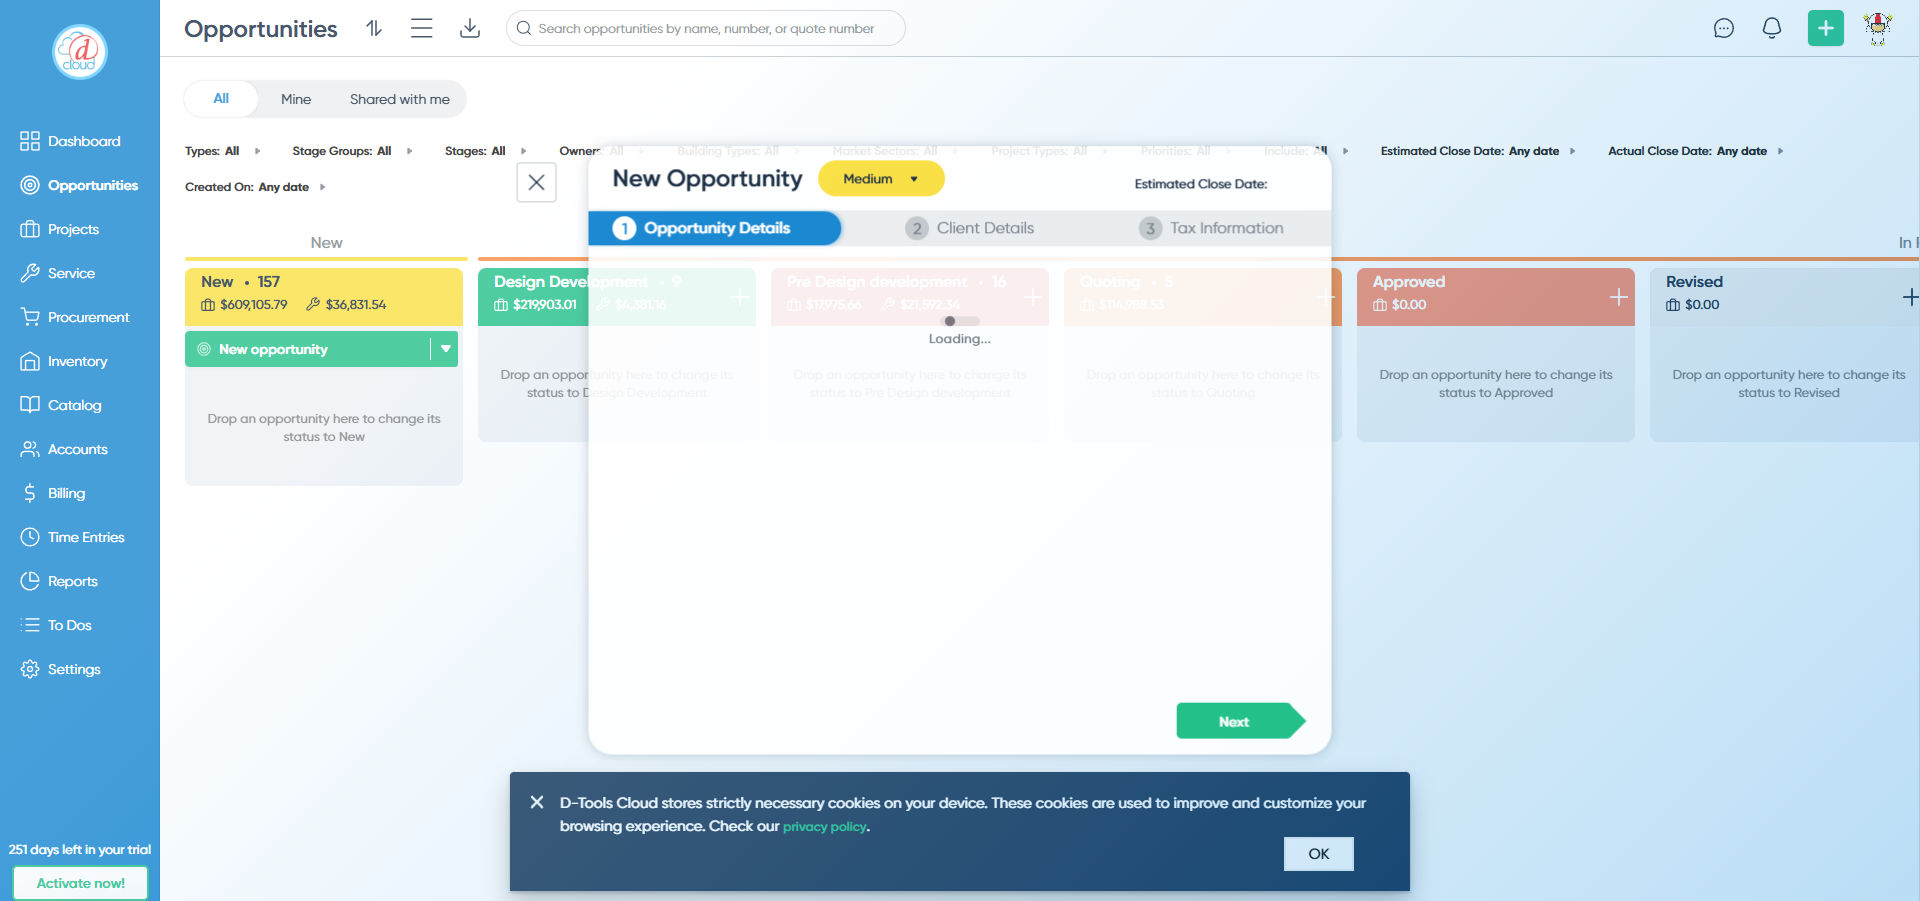 d
cloud
Opportunities
Search opportunities by name, number, or quote number
All
Mine
Shared with me
Types: All
Stage Groups: All
Stages: All
Owners: All
Building Types: All
Market Sectors: All
Project Types: All
Priorities: All
Include: All
Estimated Close Date: Any date
Actual Close Date: Any date
Created On: Any date
Dashboard
Opportunities
Projects
Service
Procurement
Inventory
Catalog
Accounts
Billing
Time Entries
Reports
To Dos
Settings
251 days left in your trial
Activate now!
New
In
New • 157
$609,105.79 $36,831.54
New opportunity
Drop an opportunity here to change its
status to New
Design Development • 9
$219,903.01 $4,381.16
Drop an opportunity here to change its
status to Design Development
Pre Design development • 16
$17,975.66 $21,592.34
Drop an opportunity here to change its
status to Pre Design development
Quoting • 5
Drop an opportunity here to change its
status to Quoting
Approved
$0.00
Drop an opportunity here to change its
status to Approved
Revised
$0.00
Drop an opportunity here to change its
status to Revised
New Opportunity
Medium
Estimated Close Date:
1 Opportunity Details
2 Client Details
3 Tax Information
Loading...
Next
D-Tools Cloud stores strictly necessary cookies on your device. These cookies are used to improve and customize your
browsing experience. Check our privacy policy.
OK